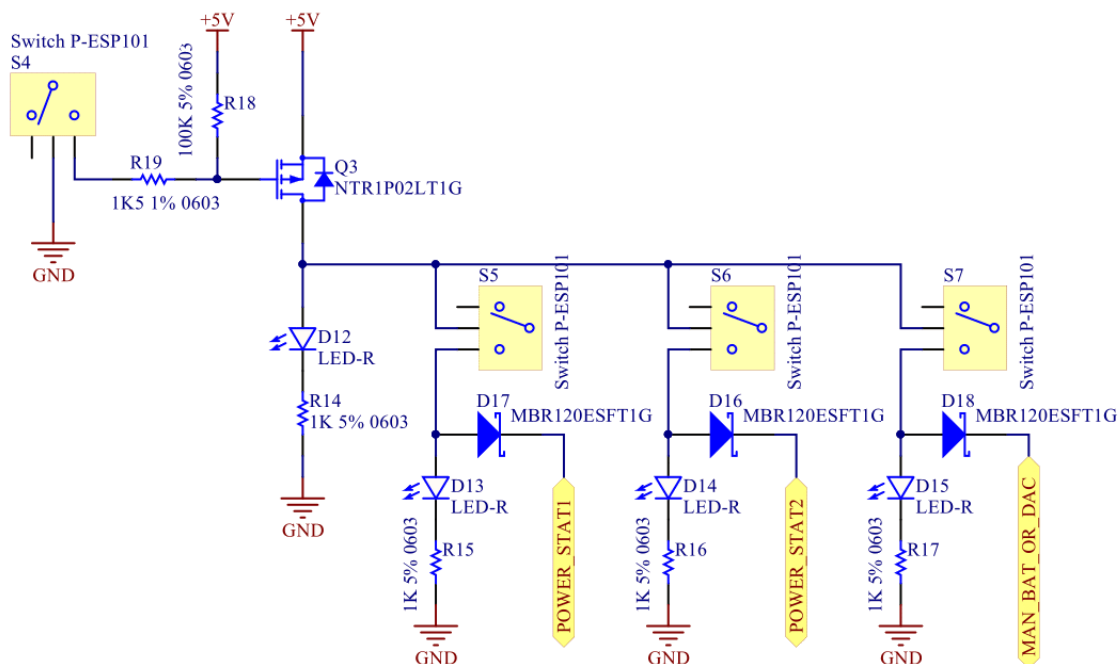 +5V
+5V
Switch P-ESP101
S4
100K 5% 0603
R18
R19
1K5 1% 0603
Q3
NTR1P02LT1G
GND
S5
Switch P-ESP101
S6
Switch P-ESP101
S7
Switch P-ESP101
D12
LED-R
R14
1K 5% 0603
GND
D17
MBR120ESFT1G
D16
MBR120ESFT1G
D18
MBR120ESFT1G
D13
LED-R
D14
LED-R
D15
LED-R
1K 5% 0603
R15
1K 5% 0603
R16
1K 5% 0603
R17
POWER_STAT1
POWER_STAT2
MAN_BAT_OR_DAC
GND
GND
GND